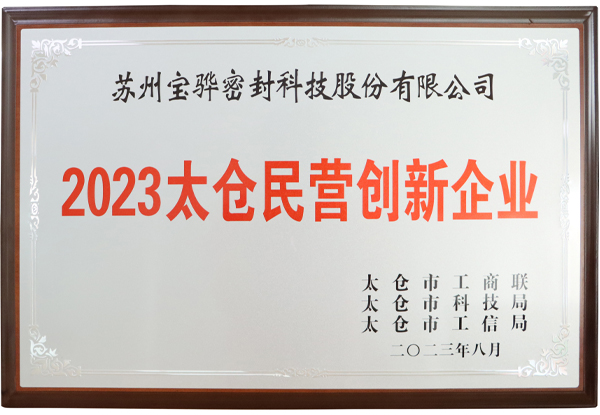 苏州宝骅密封科技股份有限公司
2023太仓民营创新企业
太仓市工商联
太仓市科技局
太仓市工信局
二〇二三年八月